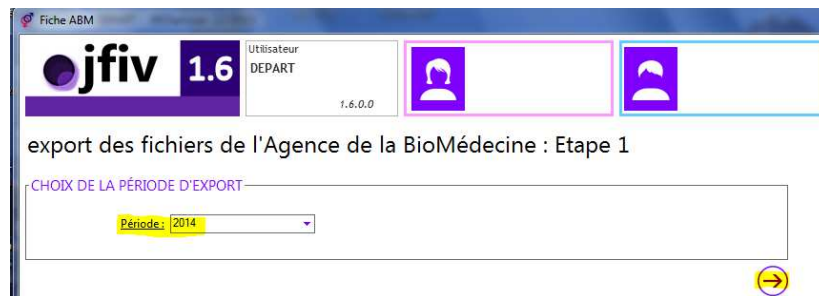 Fiche ABM
jfiv 1.6
Utilisateur
DEPART
1.6.0.0
export des fichiers de l'Agence de la BioMédecine : Etape 1
CHOIX DE LA PÉRIODE D'EXPORT
Période : 2014